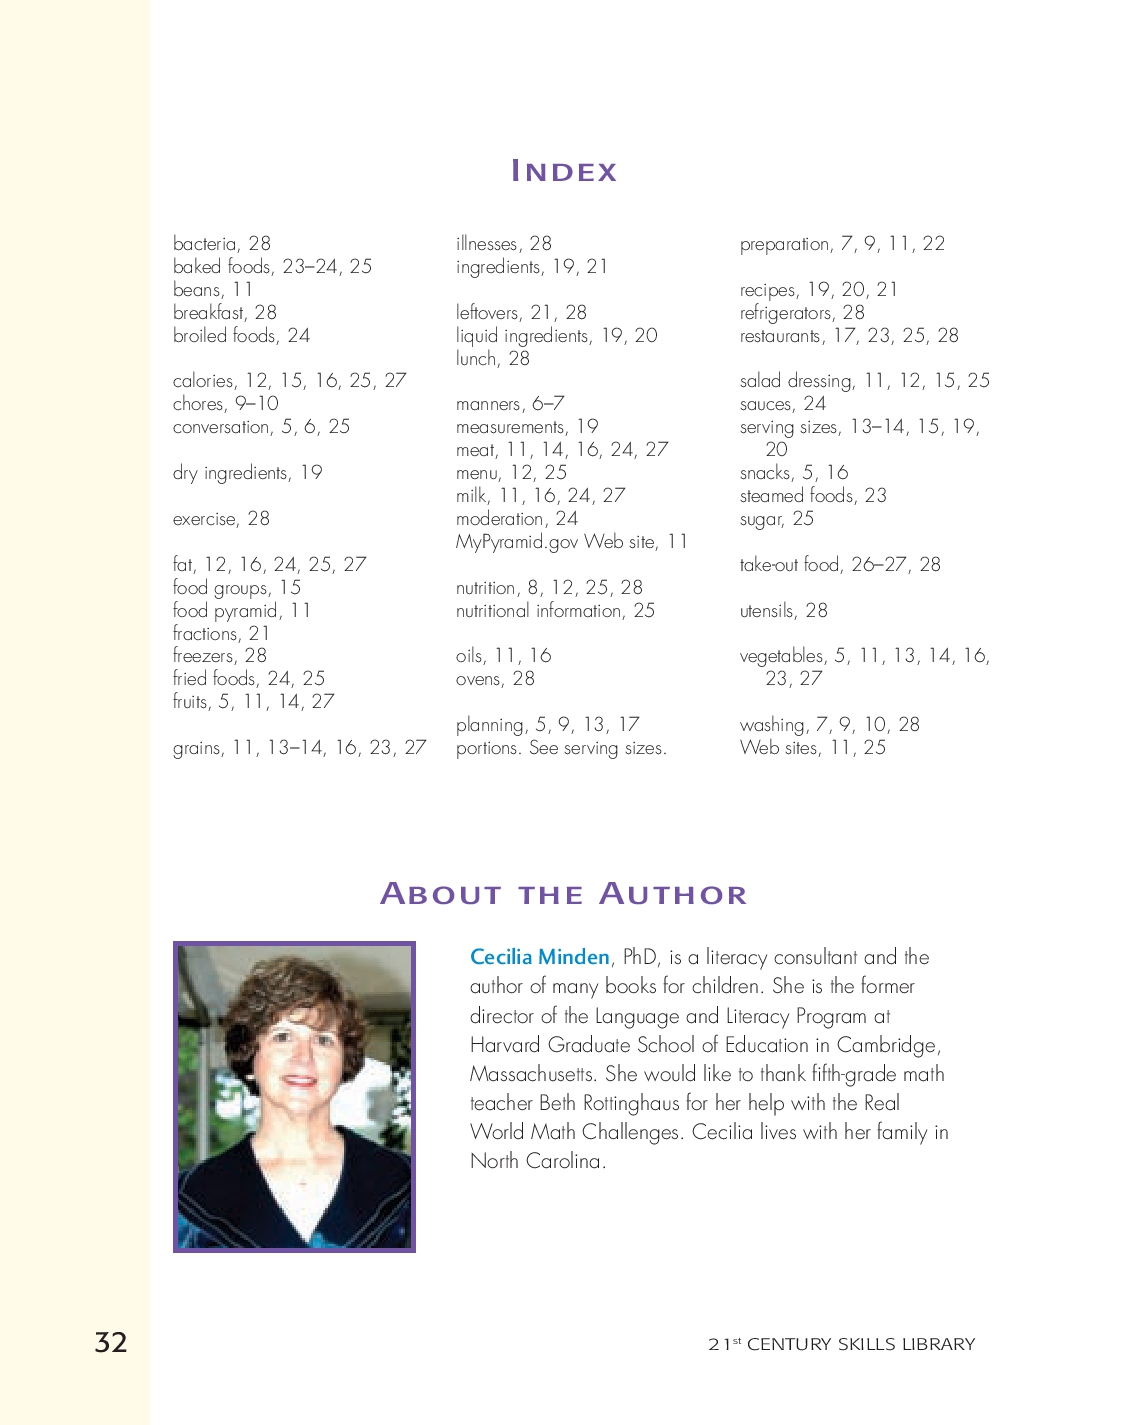 INDEX
bacteria, 28
baked foods, 23–24, 25
beans, 11
breakfast, 28
broiled foods, 24
calories, 12, 15, 16, 25, 27
chores, 9–10
conversation, 5, 6, 25
dry ingredients, 19
exercise, 28
fat, 12, 16, 24, 25, 27
food groups, 15
food pyramid, 11
fractions, 21
freezers, 28
fried foods, 24, 25
fruits, 5, 11, 14, 27
grains, 11, 13–14, 16, 23, 27
illnesses, 28
ingredients, 19, 21
leftovers, 21, 28
liquid ingredients, 19, 20
lunch, 28
manners, 6–7
measurements, 19
meat, 11, 14, 16, 24, 27
menu, 12, 25
milk, 11, 16, 24, 27
moderation, 24
MyPyramid.gov Web site, 11
nutrition, 8, 12, 25, 28
nutritional information, 25
oils, 11, 16
ovens, 28
planning, 5, 9, 13, 17
portions. See serving sizes.
preparation, 7, 9, 11, 22
recipes, 19, 20, 21
refrigerators, 28
restaurants, 17, 23, 25, 28
salad dressing, 11, 12, 15, 25
sauces, 24
serving sizes, 13–14, 15, 19,
20
snacks, 5, 16
steamed foods, 23
sugar, 25
take-out food, 26–27, 28
utensils, 28
vegetables, 5, 11, 13, 14, 16,
23, 27
washing, 7, 9, 10, 28
Web sites, 11, 25
ABOUT THE AUTHOR
Cecilia Minden, PhD, is a literacy consultant and the
author of many books for children. She is the former
director of the Language and Literacy Program at
Harvard Graduate School of Education in Cambridge,
Massachusetts. She would like to thank fifth-grade math
teacher Beth Rottinghaus for her help with the Real
World Math Challenges. Cecilia lives with her family in
North Carolina.
32
21st CENTURY SKILLS LIBRARY